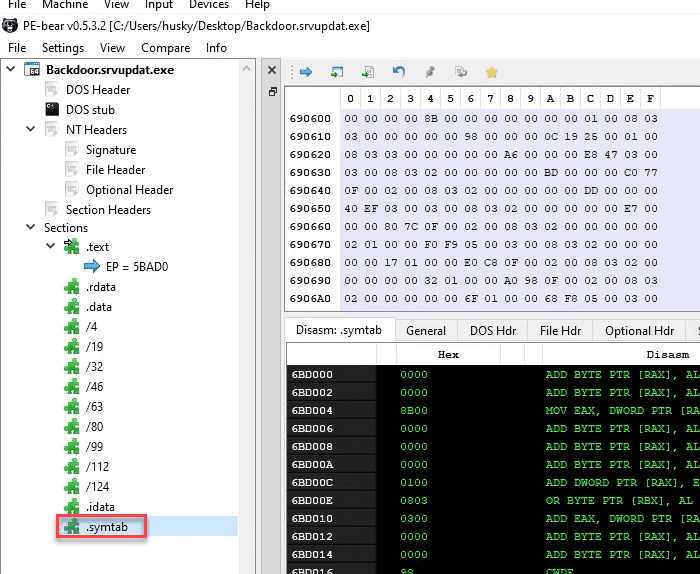 File Machine View Input Devices Help
PE-bear v0.5.3.2 [C:/Users/husky/Desktop/Backdoor.srvupdat.exe]
File Settings View Compare Info
Backdoor.srvupdat.exe
DOS Header
DOS stub
NT Headers
Signature
File Header
Optional Header
Section Headers
Sections
.text
EP = 5BAD0
.rdata
.data
/4
/19
/32
/46
/63
/80
/99
/112
/124
.idata
.symtab
0 1 2 3 4 5 6 7 8 9 A B C D E F
690600 00 00 00 00 8B 00 00 00 00 00 00 00 01 00 08 03
690610 03 00 00 00 00 00 98 00 00 00 0C 19 25 00 01 00
690620 08 03 03 00 00 00 00 00 A6 00 00 00 E8 47 03 00
690630 03 00 08 03 02 00 00 00 00 00 BD 00 00 00 C0 77
690640 0F 00 02 00 08 03 02 00 00 00 00 00 DD 00 00 00
690650 40 EF 03 00 03 00 08 03 02 00 00 00 00 00 E7 00
690660 00 00 80 7C 0F 00 02 00 08 03 02 00 00 00 00 00
690670 02 01 00 00 F0 F9 05 00 03 00 08 03 02 00 00 00
690680 00 00 17 01 00 00 E0 C8 0F 00 02 00 08 03 02 00
690690 00 00 00 00 32 01 00 00 A0 98 0F 00 02 00 08 03
6906A0 02 00 00 00 00 00 6F 01 00 00 68 F8 05 00 03 00
Disasm: .symtab General DOS Hdr File Hdr Optional Hdr
Hex Disasm
6BD000 0000 ADD BYTE PTR [RAX], AL
6BD002 0000 ADD BYTE PTR [RAX], AL
6BD004 8B00 MOV EAX, DWORD PTR [RA
6BD006 0000 ADD BYTE PTR [RAX], AL
6BD008 0000 ADD BYTE PTR [RAX], AL
6BD00A 0000 ADD BYTE PTR [RAX], AL
6BD00C 0100 ADD DWORD PTR [RAX], E
6BD00E 0803 OR BYTE PTR [RBX], AL
6BD010 0300 ADD EAX, DWORD PTR [RA
6BD012 0000 ADD BYTE PTR [RAX], AL
6BD014 0000 ADD BYTE PTR [RAX], AL
6BD016 98 CWDE